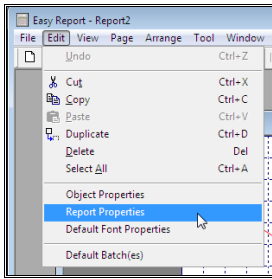 Easy Report - Report2
File Edit View Page Arrange Tool Window
Undo Ctrl+Z
Cut Ctrl+X
Copy Ctrl+C
Paste Ctrl+V
Duplicate Ctrl+D
Delete Del
Select All Ctrl+A
Object Properties
Report Properties
Default Font Properties
Default Batch(es)